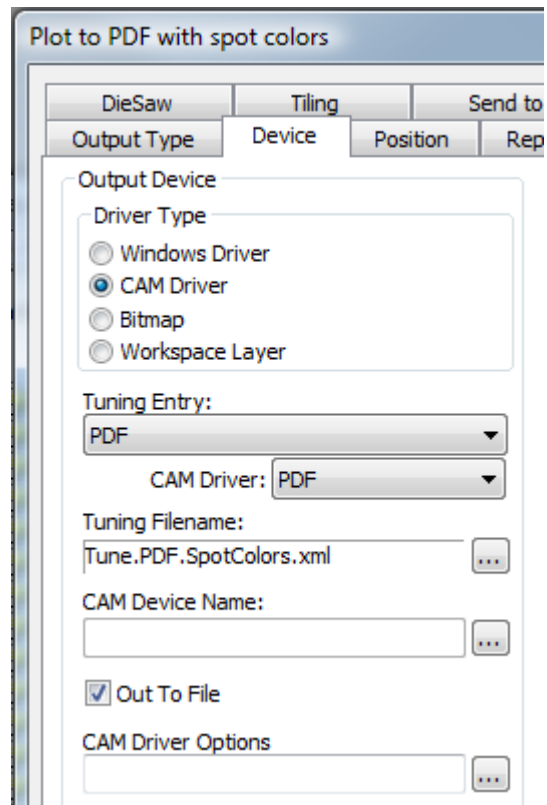 Plot to PDF with spot colors
DieSaw Tiling Send to
Output Type Device Position Rep
Output Device
Driver Type
Windows Driver
CAM Driver
Bitmap
Workspace Layer
Tuning Entry:
PDF
CAM Driver: PDF
Tuning Filename:
Tune.PDF.SpotColors.xml ...
CAM Device Name:
...
Out To File
CAM Driver Options
...